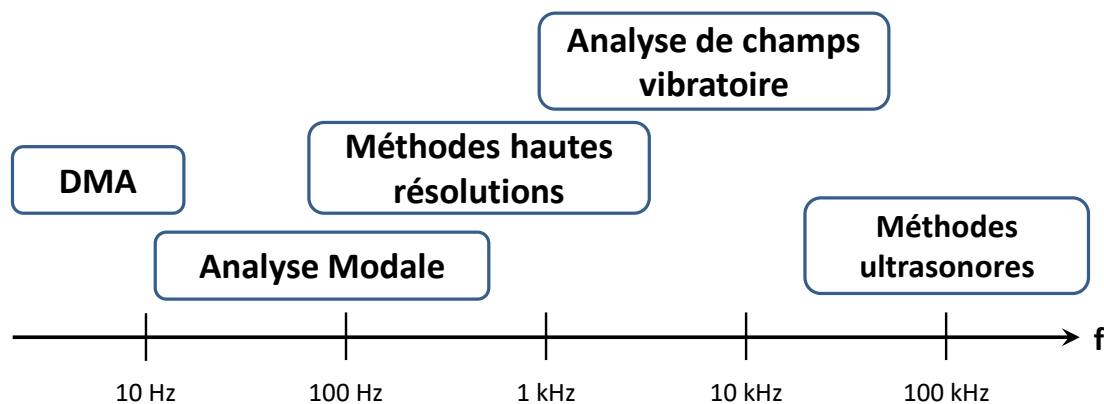 Analyse de champs
vibratoire
Méthodes hautes
résolutions
DMA
Méthodes
ultrasonores
Analyse Modale
f
10 Hz
100 Hz
1 kHz
10 kHz
100 kHz